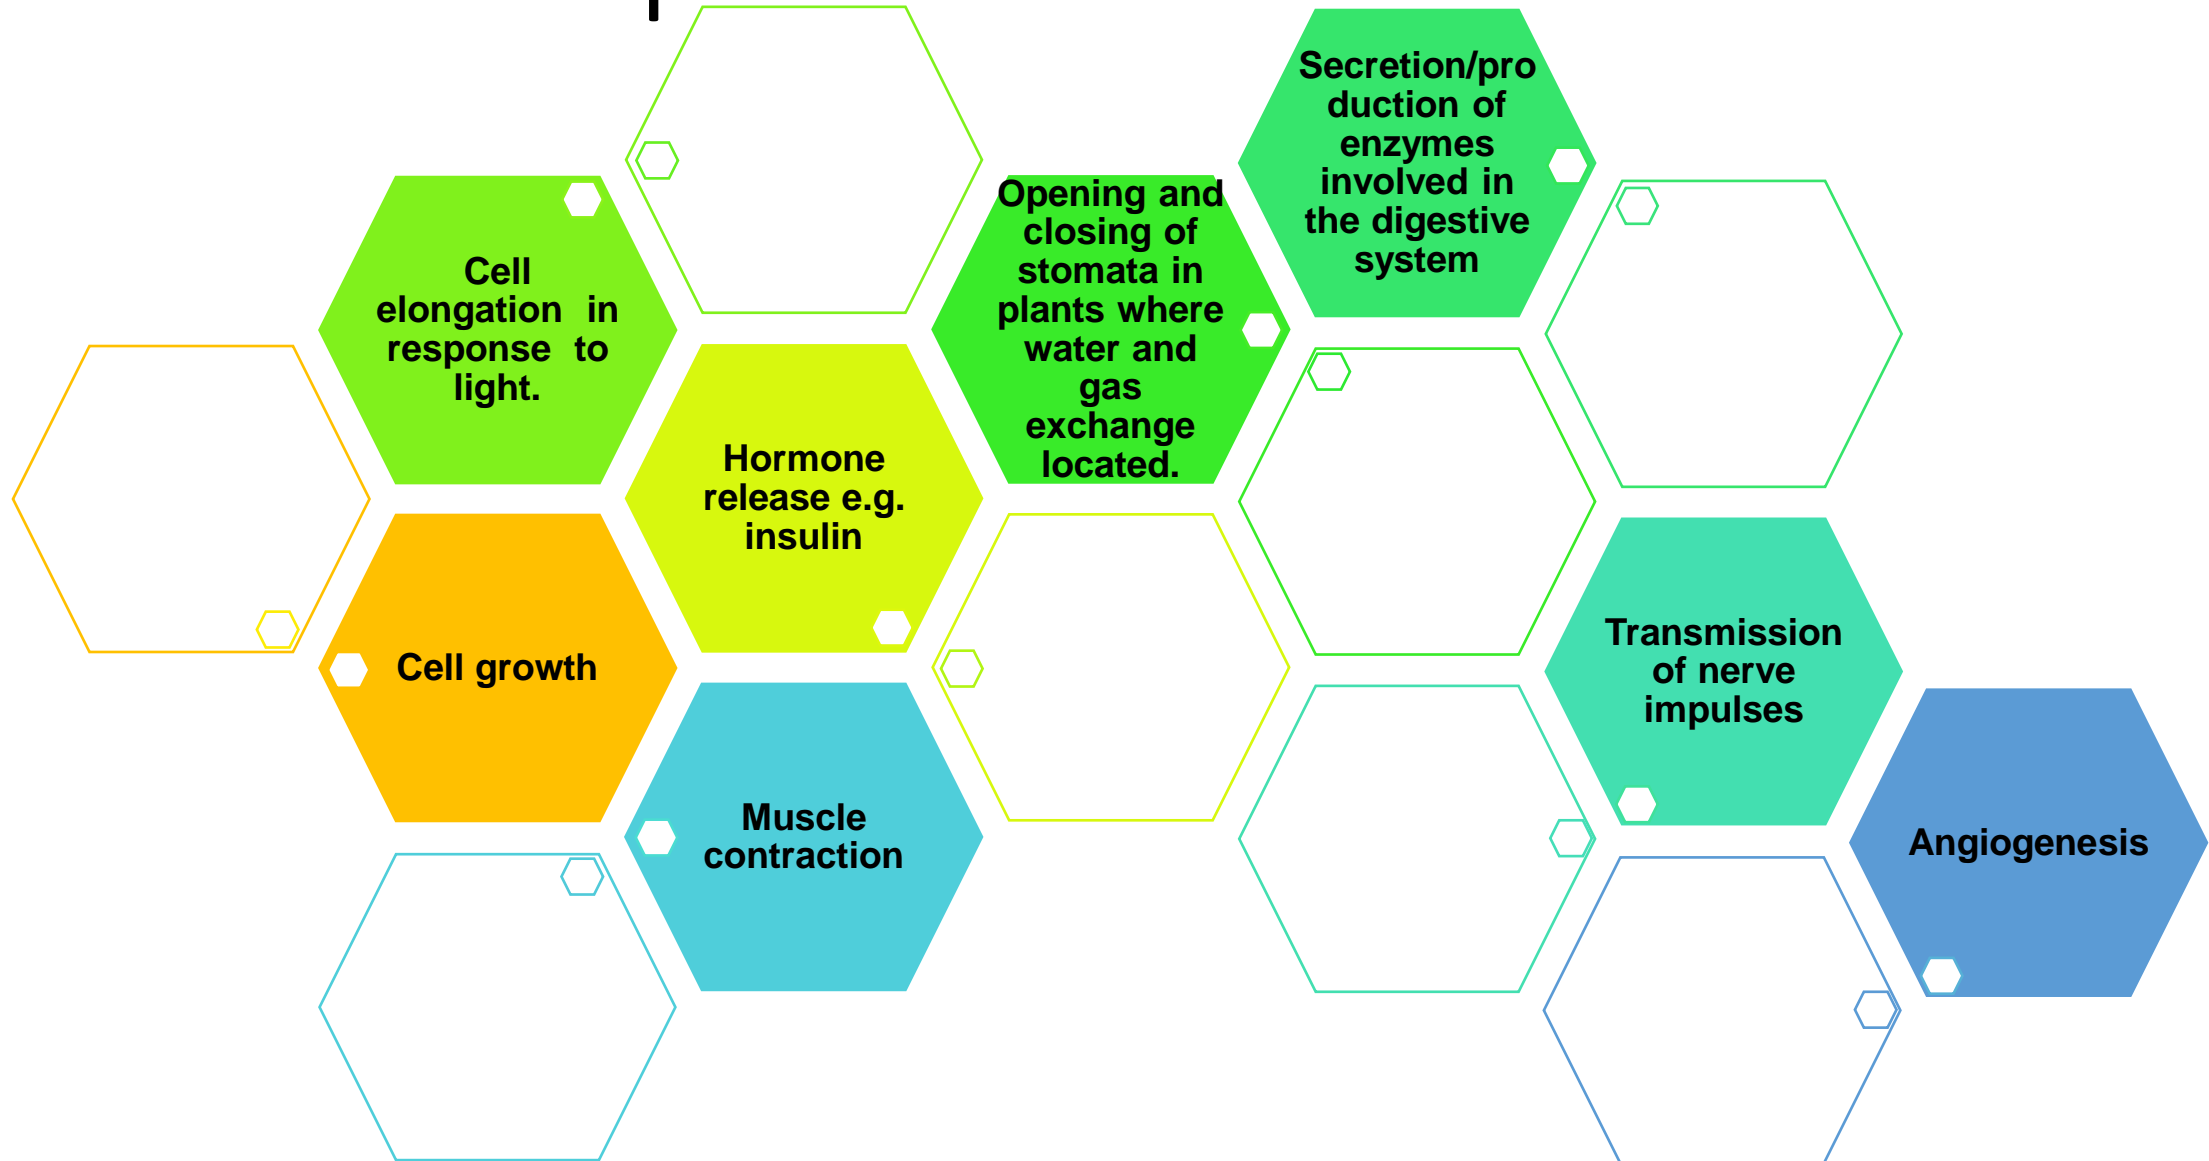 Secretion/pro
duction of
enzymes
involved in
the digestive
system
Opening and
closing of
stomata in
plants where
water and
gas
exchange
located.
Cell
elongation in
response to
light.
Hormone
release e.g.
insulin
Cell growth
Transmission
of nerve
impulses
Muscle
contraction
Angiogenesis